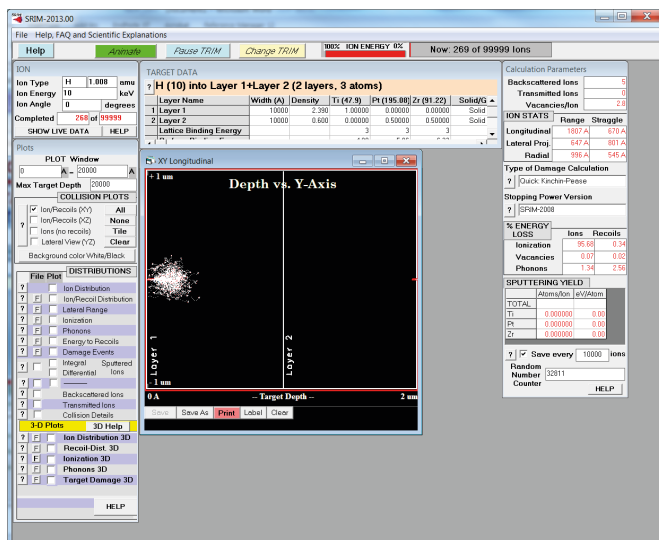 SRIM-2013.00
File Help, FAQ and Scientific Explanations
Help Animate Pause TRIM Change TRIM 100% ION ENERGY 0% Now: 269 of 99999 Ions
ION
Ion Type H 1.008 amu
Ion Energy 10 keV
Ion Angle 0 degrees
Completed 268 of 99999
SHOW LIVE DATA HELP
Plots
PLOT Window
0 A - 20000 A
Max Target Depth 20000
COLLISION PLOTS
Ion/Recoils (XY) All
Ion/Recoils (XZ) None
? Ions (no recoils) Tile
Lateral View (YZ) Clear
Background color White/Black
File Plot DISTRIBUTIONS
? Ion Distribution
? F Ion/Recoil Distribution
? F Lateral Range
? F Ionization
? F Phonons
? F Energy to Recoils
? F Damage Events
? Integral Sputtered
Differential Ions
? ----------
? Backscattered Ions
? Transmitted Ions
? Collision Details
3-D Plots 3D Help
? F Ion Distribution 3D
? F Recoil-Dist. 3D
? F Ionization 3D
? F Phonons 3D
? F Target Damage 3D
HELP
TARGET DATA
? H (10) into Layer 1+Layer 2 (2 layers, 3 atoms)
Layer Name Width (A) Density Ti (47.9) Pt (195.08) Zr (91.22) Solid/G
1 Layer 1 10000 2.390 1.00000 0.00000 0.00000 Solid
2 Layer 2 10000 0.600 0.00000 0.50000 0.50000 Solid
Lattice Binding Energy 3 3 3
XY Longitudinal
+ 1 um
Depth vs. Y-Axis
Layer 1
Layer 2
- 1 um
0 A -- Target Depth -- 2 um
Save Save As Print Label Clear
Calculation Parameters
Backscattered Ions 5
Transmitted Ions 0
Vacancies/Ion 2.8
ION STATS Range Straggle
Longitudinal 1807 A 670 A
Lateral Proj. 647 A 801 A
Radial 996 A 545 A
Type of Damage Calculation
? Quick: Kinchin-Pease
Stopping Power Version
? SRIM-2008
% ENERGY LOSS Ions Recoils
Ionization 95.68 0.34
Vacancies 0.07 0.02
Phonons 1.34 2.56
SPUTTERING YIELD
Atoms/Ion eV/Atom
TOTAL
Ti 0.000000 0.00
Pt 0.000000 0.00
Zr 0.000000 0.00
? Save every 10000 ions
Random Number Counter 32811
HELP